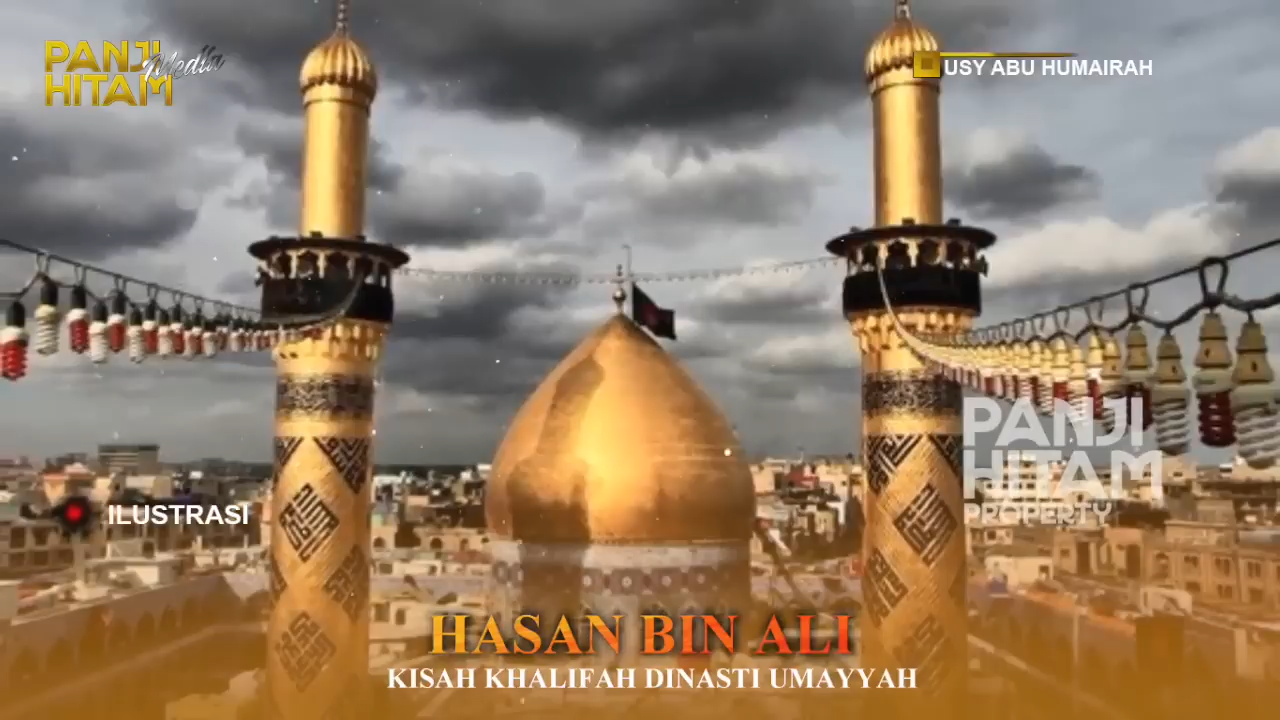 PANJI
Media
HITAM
USY ABU HUMAIRAH
PANJI
HITAM
PROPERTY
ILUSTRASI
HASAN BIN ALI
KISAH KHALIFAH DINASTI UMAYYAH